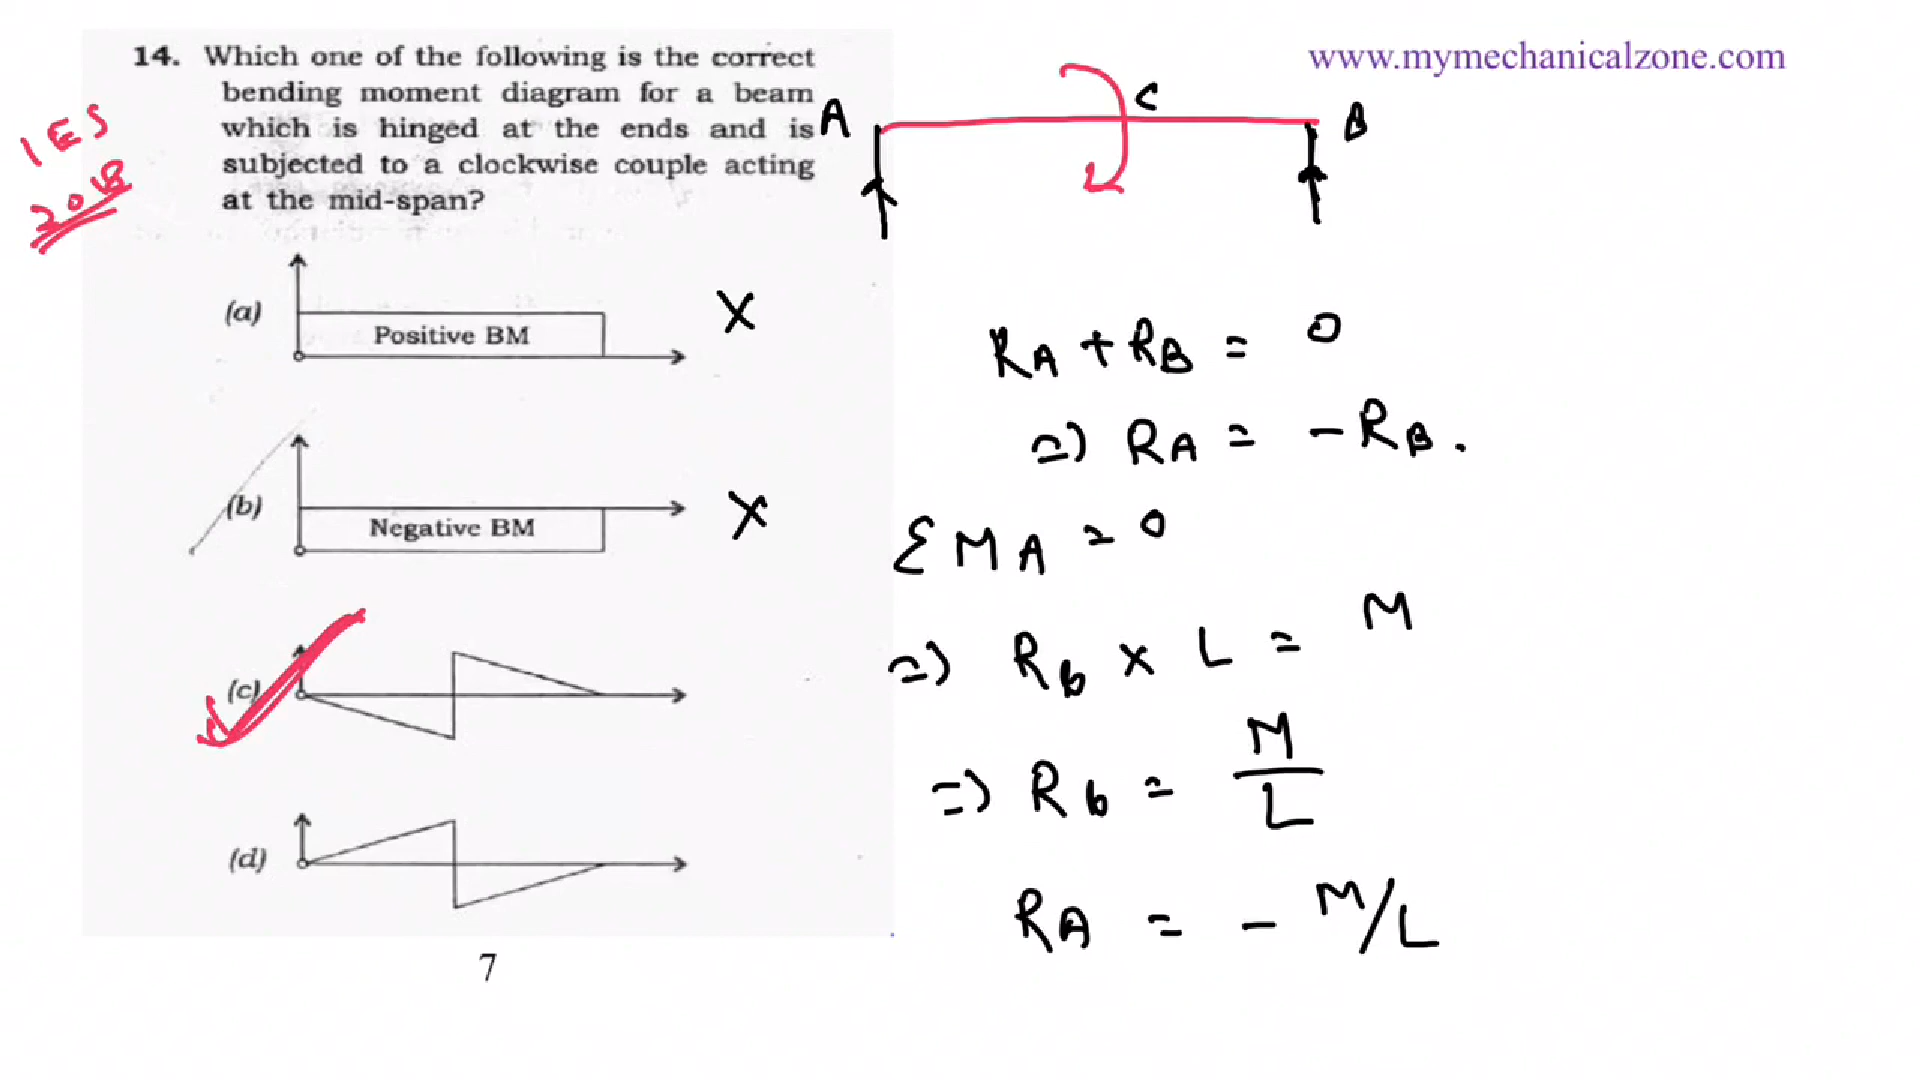 14. Which one of the following is the correct
bending moment diagram for a beam
which is hinged at the ends and is
subjected to a clockwise couple acting
at the mid-span?
IES
2018
(a)
Positive BM
X
(b)
Negative BM
X
(c)
(d)
7
www.mymechanicalzone.com
A
C
B
RA + RB = 0
=) RA = - RB.
ΣMA = 0
=) Rb × L = M
=) Rb = M
L
RA = - M/L